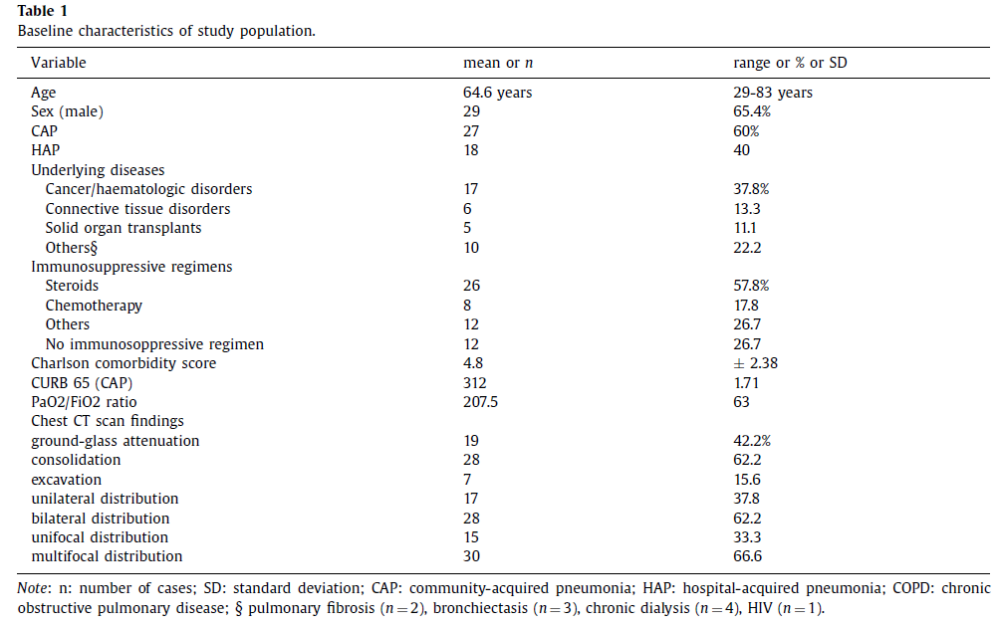 Table 1
Baseline characteristics of study population.
Variable mean or n range or % or SD
Age 64.6 years 29-83 years
Sex (male) 29 65.4%
CAP 27 60%
HAP 18 40
Underlying diseases
Cancer/haematologic disorders 17 37.8%
Connective tissue disorders 6 13.3
Solid organ transplants 5 11.1
Others§ 10 22.2
Immunosuppressive regimens
Steroids 26 57.8%
Chemotherapy 8 17.8
Others 12 26.7
No immunosoppressive regimen 12 26.7
Charlson comorbidity score 4.8 ± 2.38
CURB 65 (CAP) 312 1.71
PaO2/FiO2 ratio 207.5 63
Chest CT scan findings
ground-glass attenuation 19 42.2%
consolidation 28 62.2
excavation 7 15.6
unilateral distribution 17 37.8
bilateral distribution 28 62.2
unifocal distribution 15 33.3
multifocal distribution 30 66.6
Note: n: number of cases; SD: standard deviation; CAP: community-acquired pneumonia; HAP: hospital-acquired pneumonia; COPD: chronic
obstructive pulmonary disease; § pulmonary fibrosis (n = 2), bronchiectasis (n = 3), chronic dialysis (n = 4), HIV (n = 1).